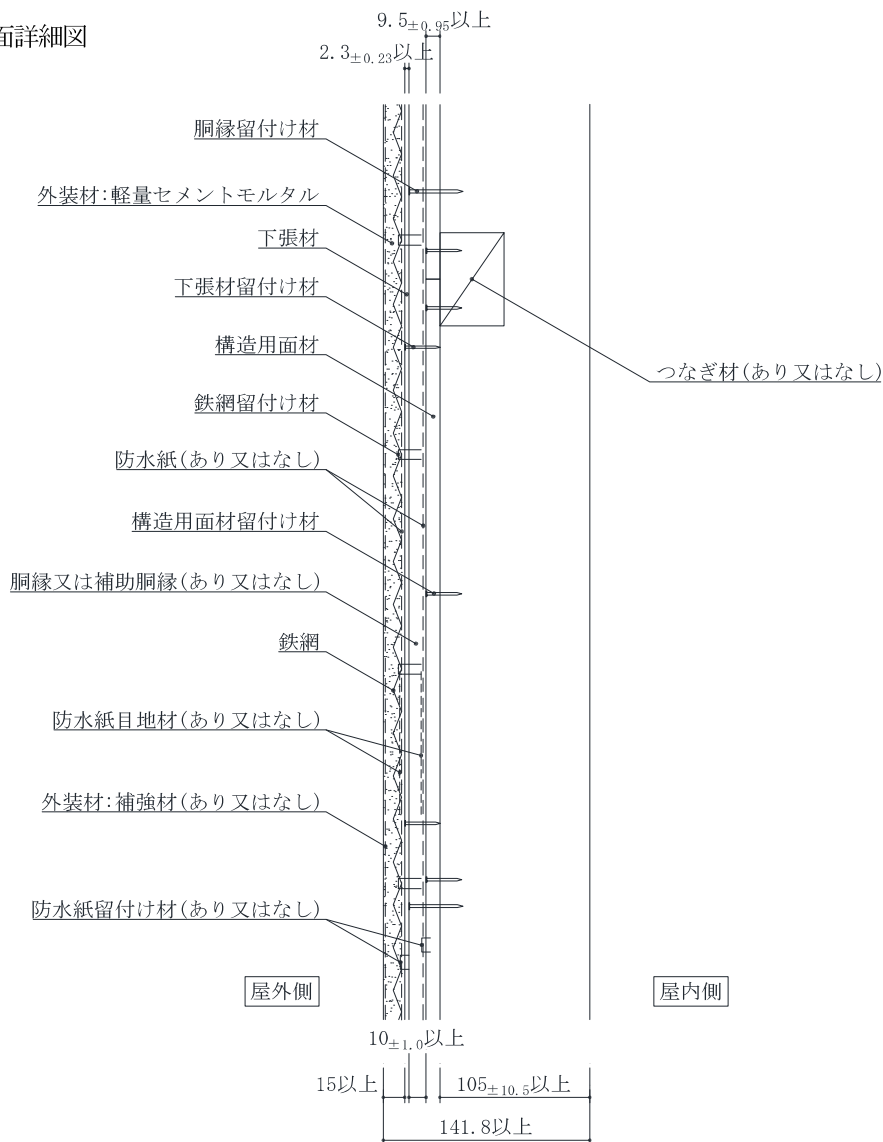 面詳細図
9.5±0.95以上
2.3±0.23以上
胴縁留付け材
外装材:軽量セメントモルタル
下張材
下張材留付け材
構造用面材
つなぎ材(あり又はなし)
鉄網留付け材
防水紙(あり又はなし)
構造用面材留付け材
胴縁又は補助胴縁(あり又はなし)
鉄網
防水紙目地材(あり又はなし)
外装材:補強材(あり又はなし)
防水紙留付け材(あり又はなし)
屋外側
屋内側
10±1.0以上
15以上
105±10.5以上
141.8以上